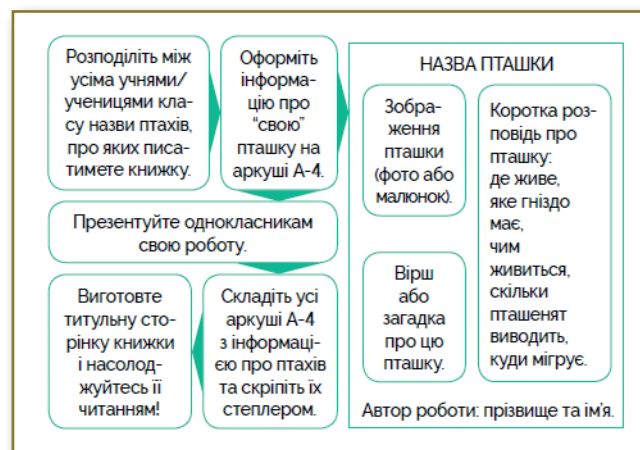 Розподіліть між
усіма учнями/
ученицями класу
назви птахів,
про яких писа-
тимете книжку.
Оформіть
інформа-
цію про
“свою”
пташку на
аркуші А-4.
Презентуйте однокласникам
свою роботу.
Складіть усі
аркуші А-4
з інформаці-
єю про птахів
та скріпіть їх
степлером.
Виготовте
титульну сто-
рінку книжки
і насолод-
жуйтесь її
читанням!
НАЗВА ПТАШКИ
Зобра-
ження
пташки
(фото або
малюнок).
Вірш
або
загадка
про цю
пташку.
Коротка роз-
повідь про
пташку:
де живе,
яке гніздо
має,
чим
живиться,
скільки
пташенят
виводить,
куди мігрує.
Автор роботи: прізвище та ім’я.